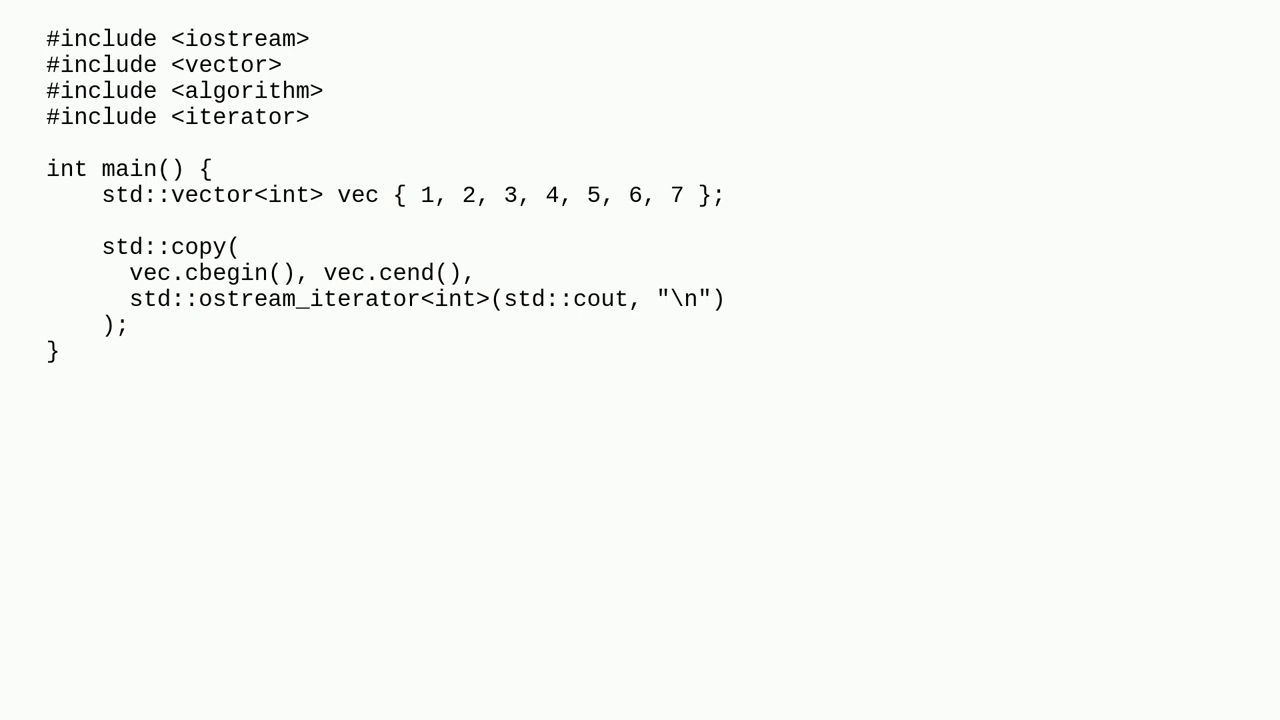 #include <iostream>
#include <vector>
#include <algorithm>
#include <iterator>

int main() {
    std::vector<int> vec { 1, 2, 3, 4, 5, 6, 7 };

    std::copy(
      vec.cbegin(), vec.cend(),
      std::ostream_iterator<int>(std::cout, "\n")
    );
}